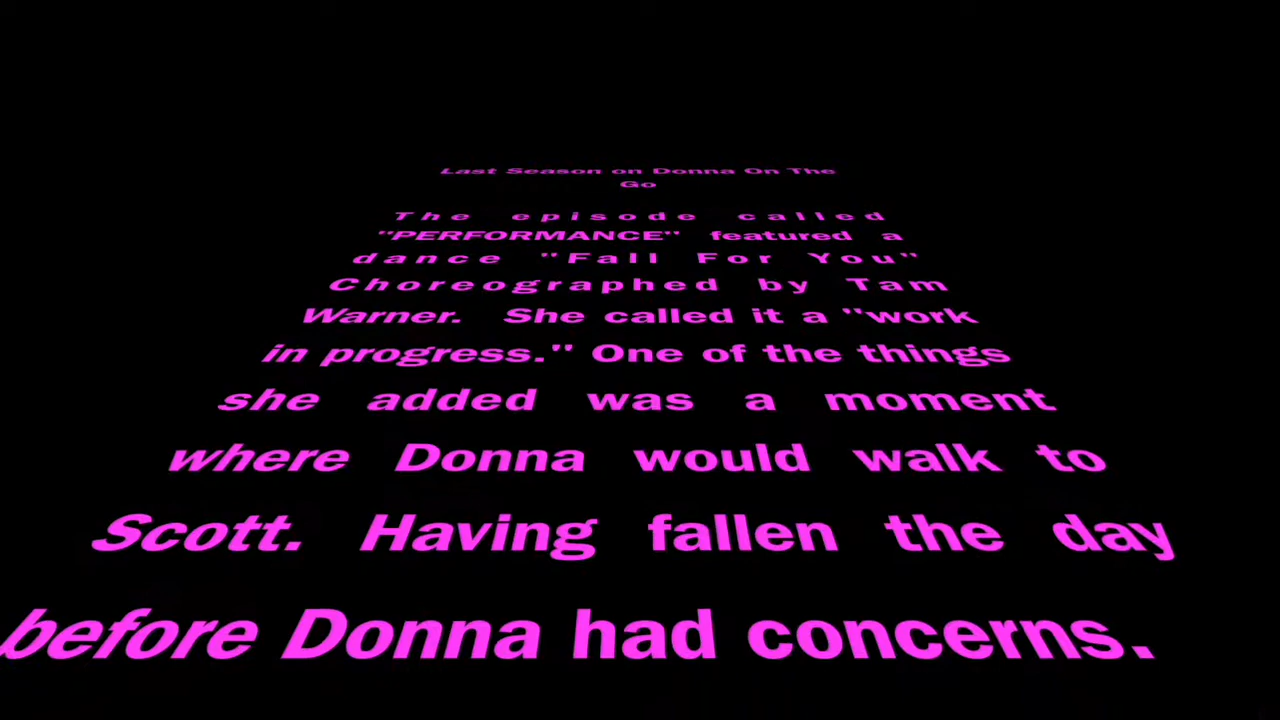 Last Season on Donna On The
Go
The episode called
"PERFORMANCE" featured a
dance "Fall For You"
Choreographed by Tam
Warner. She called it a "work
in progress." One of the things
she added was a moment
where Donna would walk to
Scott. Having fallen the day
before Donna had concerns.